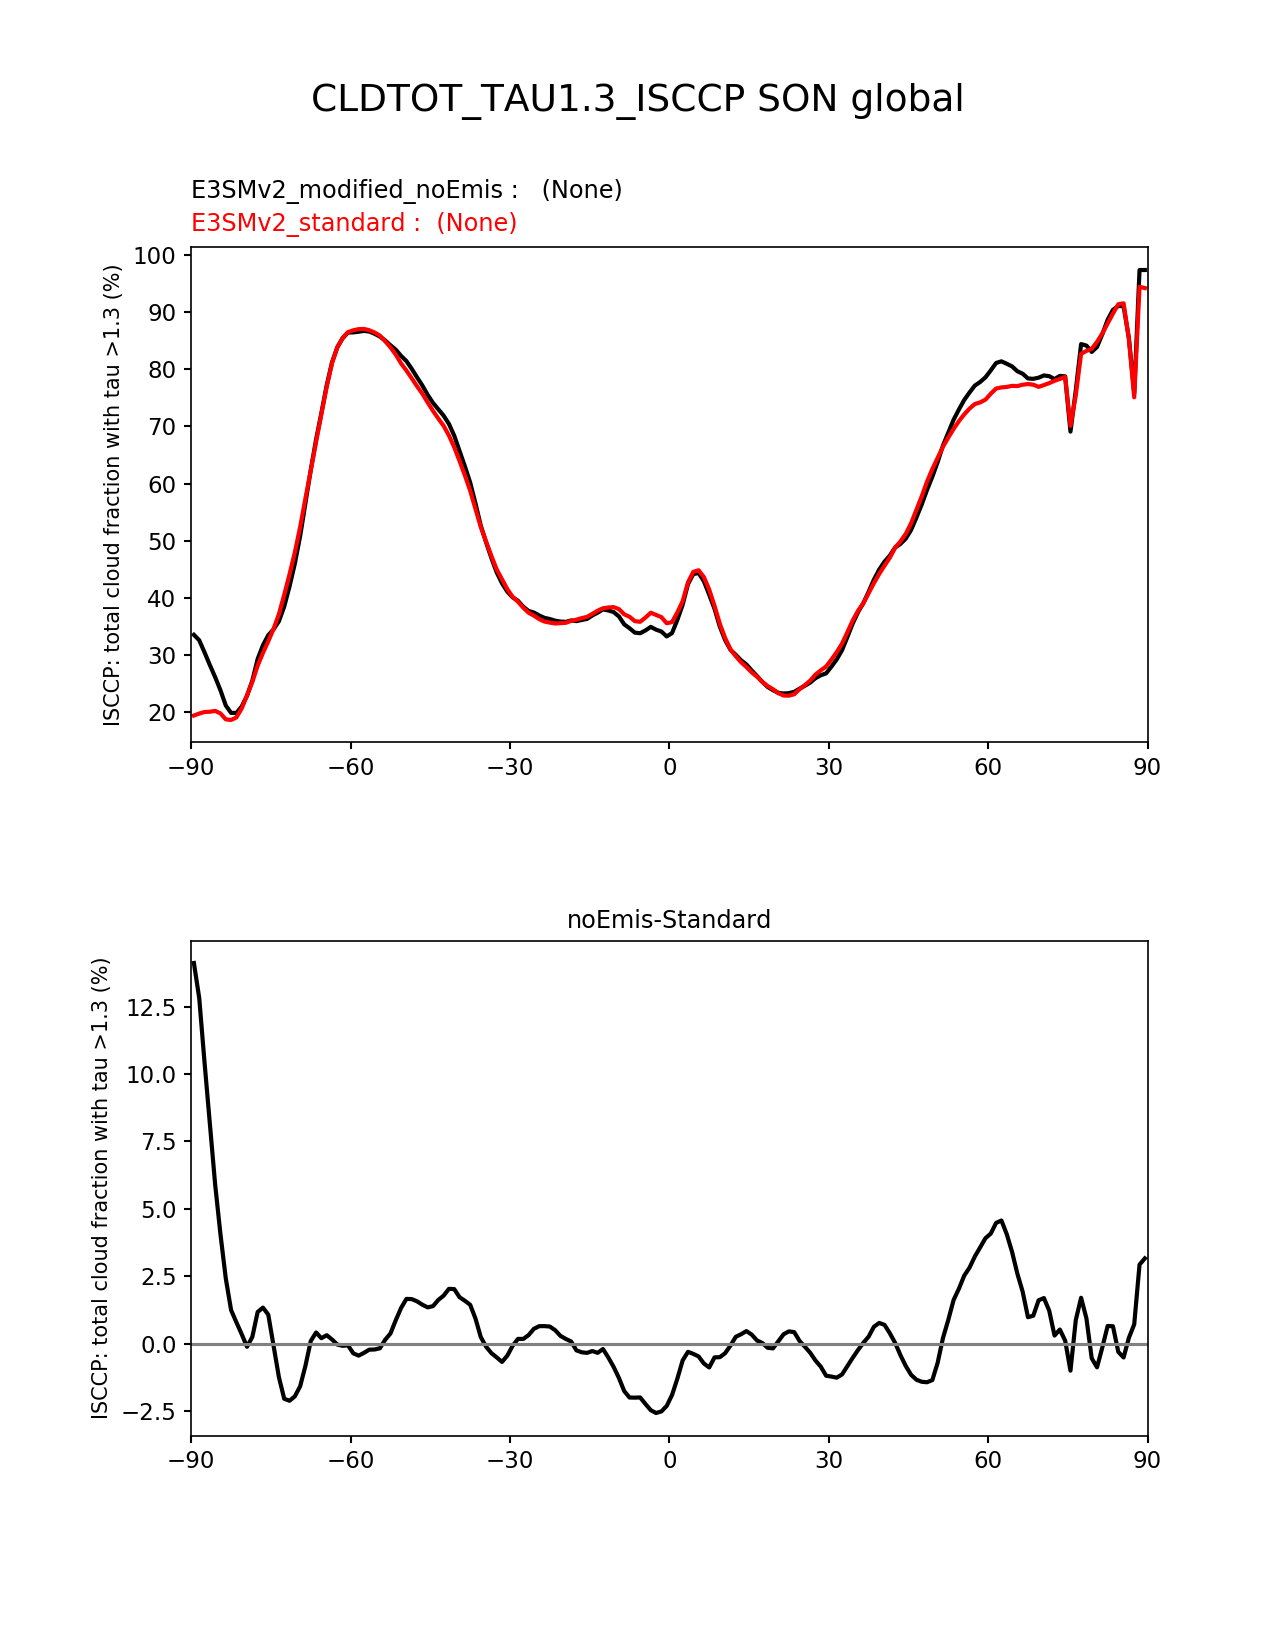 CLDTOT_TAU1.3_ISCCP SON global
E3SMv2_modified_noEmis :   (None)
E3SMv2_standard :  (None)
ISCCP: total cloud fraction with tau >1.3 (%)
100
90
80
70
60
50
40
30
20
−90 −60 −30 0 30 60 90
noEmis-Standard
ISCCP: total cloud fraction with tau >1.3 (%)
12.5
10.0
7.5
5.0
2.5
0.0
−2.5
−90 −60 −30 0 30 60 90